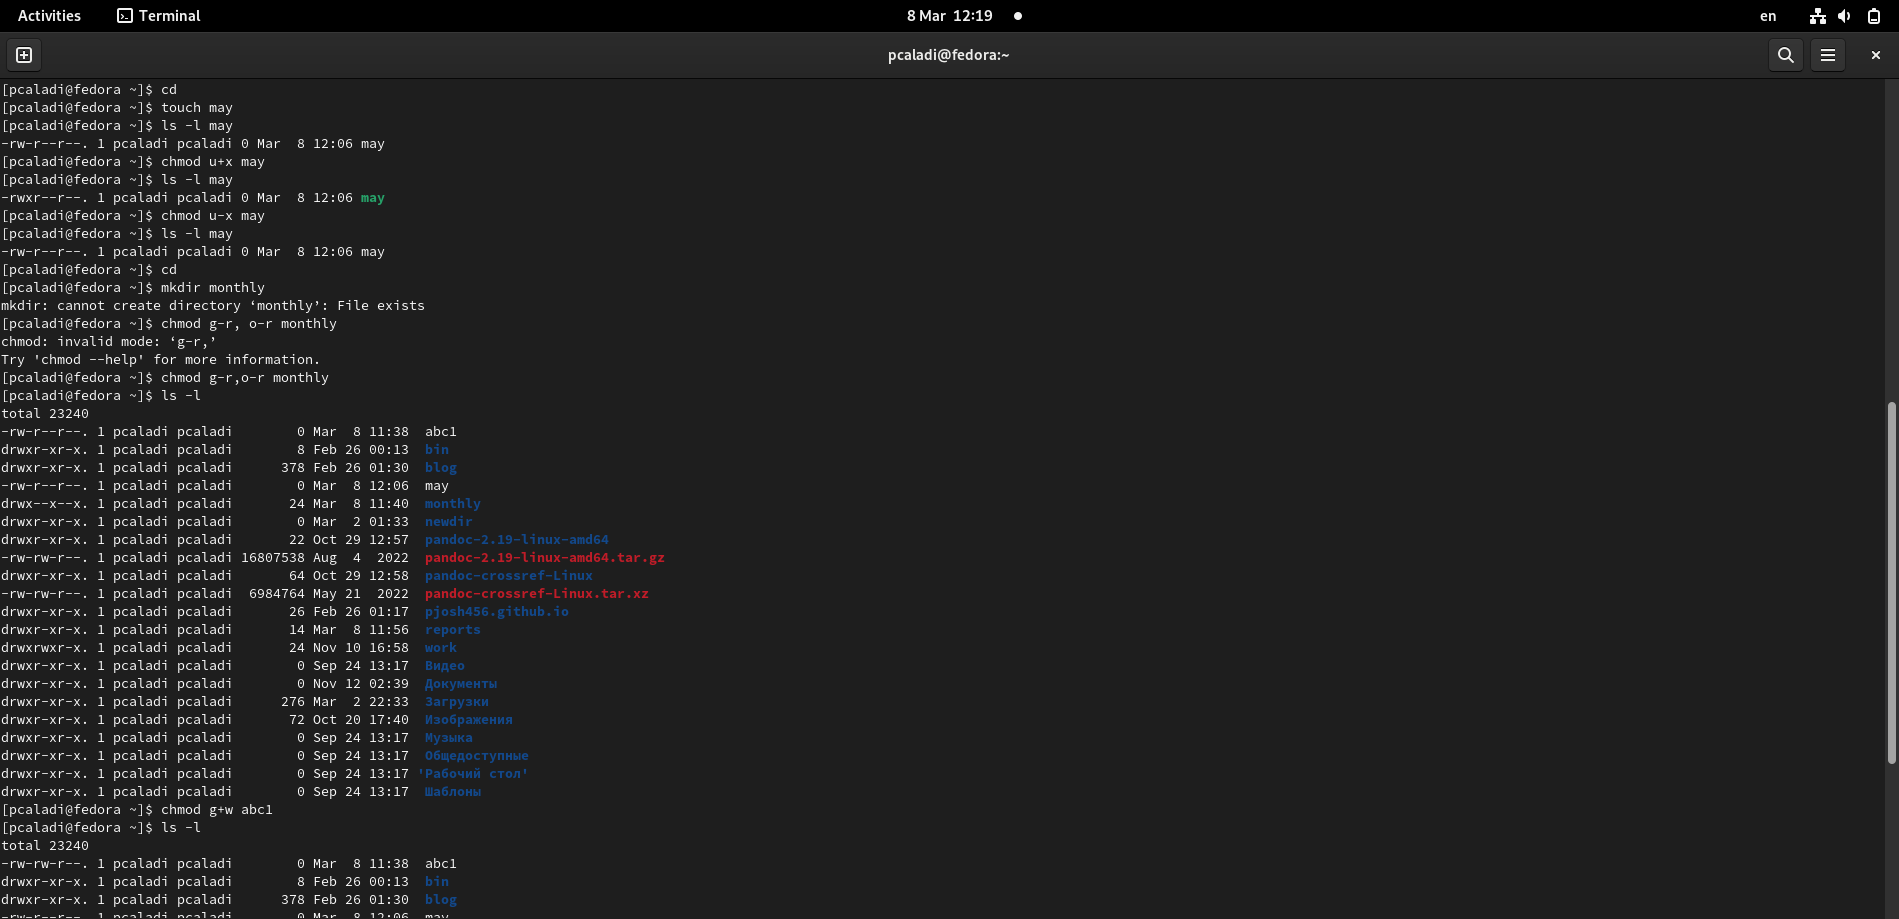 Activities Terminal 8 Mar 12:19 en
pcaladi@fedora:~
[pcaladi@fedora ~]$ cd
[pcaladi@fedora ~]$ touch may
[pcaladi@fedora ~]$ ls -l may
-rw-r--r--. 1 pcaladi pcaladi 0 Mar  8 12:06 may
[pcaladi@fedora ~]$ chmod u+x may
[pcaladi@fedora ~]$ ls -l may
-rwxr--r--. 1 pcaladi pcaladi 0 Mar  8 12:06 may
[pcaladi@fedora ~]$ chmod u-x may
[pcaladi@fedora ~]$ ls -l may
-rw-r--r--. 1 pcaladi pcaladi 0 Mar  8 12:06 may
[pcaladi@fedora ~]$ cd
[pcaladi@fedora ~]$ mkdir monthly
mkdir: cannot create directory ‘monthly’: File exists
[pcaladi@fedora ~]$ chmod g-r, o-r monthly
chmod: invalid mode: ‘g-r,’
Try 'chmod --help' for more information.
[pcaladi@fedora ~]$ chmod g-r,o-r monthly
[pcaladi@fedora ~]$ ls -l
total 23240
-rw-r--r--. 1 pcaladi pcaladi        0 Mar  8 11:38  abc1
drwxr-xr-x. 1 pcaladi pcaladi        8 Feb 26 00:13  bin
drwxr-xr-x. 1 pcaladi pcaladi      378 Feb 26 01:30  blog
-rw-r--r--. 1 pcaladi pcaladi        0 Mar  8 12:06  may
drwx--x--x. 1 pcaladi pcaladi       24 Mar  8 11:40  monthly
drwxr-xr-x. 1 pcaladi pcaladi        0 Mar  2 01:33  newdir
drwxr-xr-x. 1 pcaladi pcaladi       22 Oct 29 12:57  pandoc-2.19-linux-amd64
-rw-rw-r--. 1 pcaladi pcaladi 16807538 Aug  4  2022  pandoc-2.19-linux-amd64.tar.gz
drwxr-xr-x. 1 pcaladi pcaladi       64 Oct 29 12:58  pandoc-crossref-Linux
-rw-rw-r--. 1 pcaladi pcaladi  6984764 May 21  2022  pandoc-crossref-Linux.tar.xz
drwxr-xr-x. 1 pcaladi pcaladi       26 Feb 26 01:17  pjosh456.github.io
drwxr-xr-x. 1 pcaladi pcaladi       14 Mar  8 11:56  reports
drwxrwxr-x. 1 pcaladi pcaladi       24 Nov 10 16:58  work
drwxr-xr-x. 1 pcaladi pcaladi        0 Sep 24 13:17  Видео
drwxr-xr-x. 1 pcaladi pcaladi        0 Nov 12 02:39  Документы
drwxr-xr-x. 1 pcaladi pcaladi      276 Mar  2 22:33  Загрузки
drwxr-xr-x. 1 pcaladi pcaladi       72 Oct 20 17:40  Изображения
drwxr-xr-x. 1 pcaladi pcaladi        0 Sep 24 13:17  Музыка
drwxr-xr-x. 1 pcaladi pcaladi        0 Sep 24 13:17  Общедоступные
drwxr-xr-x. 1 pcaladi pcaladi        0 Sep 24 13:17 'Рабочий стол'
drwxr-xr-x. 1 pcaladi pcaladi        0 Sep 24 13:17  Шаблоны
[pcaladi@fedora ~]$ chmod g+w abc1
[pcaladi@fedora ~]$ ls -l
total 23240
-rw-rw-r--. 1 pcaladi pcaladi        0 Mar  8 11:38  abc1
drwxr-xr-x. 1 pcaladi pcaladi        8 Feb 26 00:13  bin
drwxr-xr-x. 1 pcaladi pcaladi      378 Feb 26 01:30  blog
-rw-r--r--. 1 pcaladi pcaladi        0 Mar  8 12:06  may